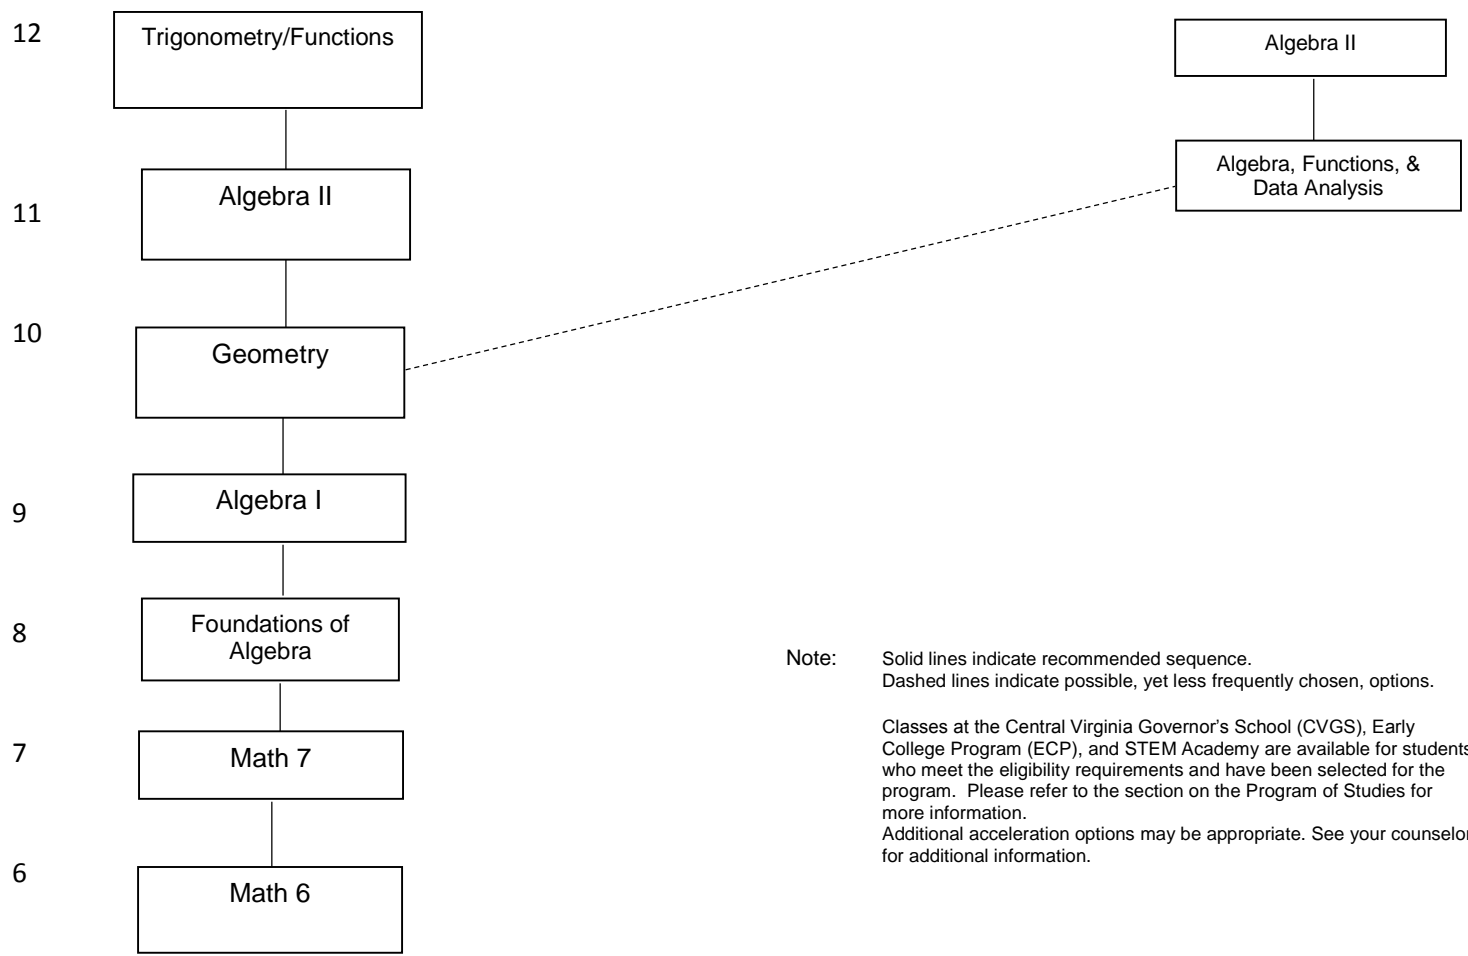 12
Trigonometry/Functions
Algebra II
11
Algebra II
Algebra, Functions, &
Data Analysis
10
Geometry
9
Algebra I
8
Foundations of
Algebra
7
Math 7
6
Math 6
Note: Solid lines indicate recommended sequence.
Dashed lines indicate possible, yet less frequently chosen, options.
Classes at the Central Virginia Governor’s School (CVGS), Early
College Program (ECP), and STEM Academy are available for students
who meet the eligibility requirements and have been selected for the
program.  Please refer to the section on the Program of Studies for
more information.
Additional acceleration options may be appropriate. See your counselor
for additional information.